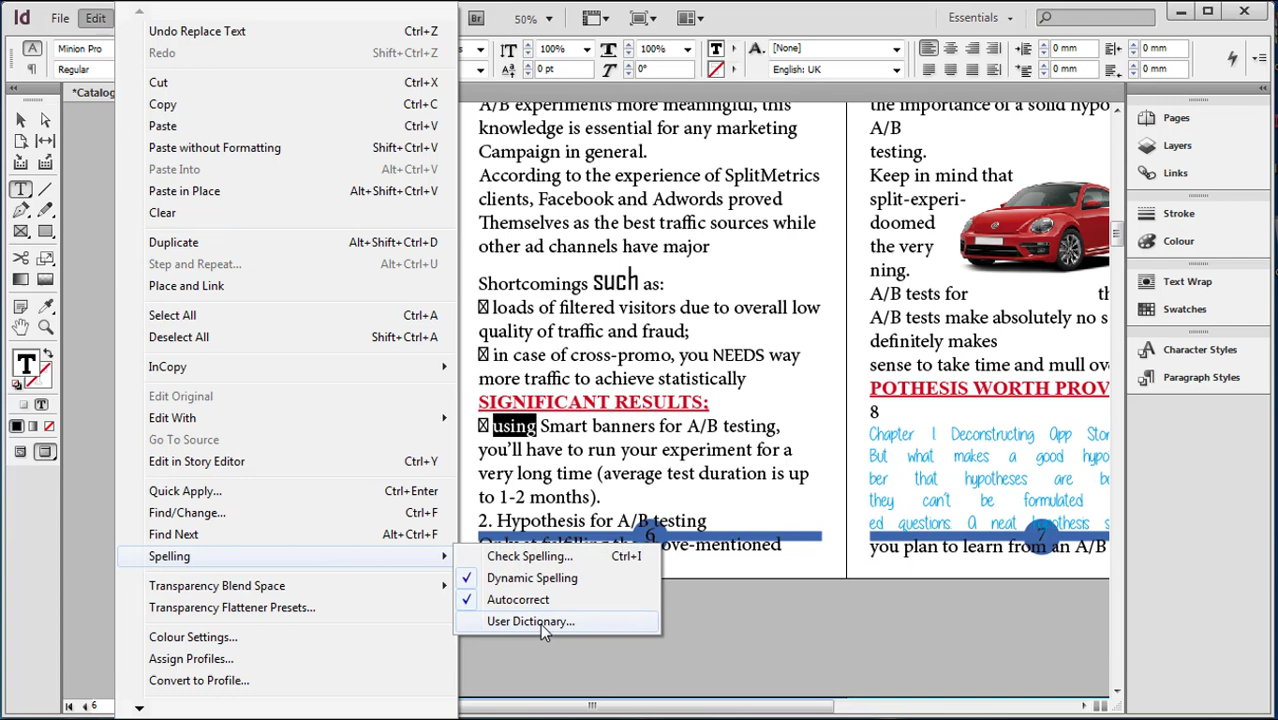 Id File Edit Br 50% Essentials
Minion Pro 100% 100% [None] 0 mm 0 mm
Regular 0 pt 0° English: UK 0 mm 0 mm
*Catalog
Undo Replace Text Ctrl+Z
Redo Shift+Ctrl+Z
Cut Ctrl+X
Copy Ctrl+C
Paste Ctrl+V
Paste without Formatting Shift+Ctrl+V
Paste Into Alt+Ctrl+V
Paste in Place Alt+Shift+Ctrl+V
Clear
Duplicate Alt+Shift+Ctrl+D
Step and Repeat... Alt+Ctrl+U
Place and Link
Select All Ctrl+A
Deselect All Shift+Ctrl+A
InCopy
Edit Original
Edit With
Go To Source
Edit in Story Editor Ctrl+Y
Quick Apply... Ctrl+Enter
Find/Change... Ctrl+F
Find Next Alt+Ctrl+F
Spelling
Transparency Blend Space
Transparency Flattener Presets...
Colour Settings...
Assign Profiles...
Convert to Profile...
Check Spelling... Ctrl+I
Dynamic Spelling
Autocorrect
User Dictionary...
A/B experiments more meaningful, this
knowledge is essential for any marketing
Campaign in general.
According to the experience of SplitMetrics
clients, Facebook and Adwords proved
Themselves as the best traffic sources while
other ad channels have major
Shortcomings such as:
loads of filtered visitors due to overall low
quality of traffic and fraud;
in case of cross-promo, you NEEDS way
more traffic to achieve statistically
SIGNIFICANT RESULTS:
using Smart banners for A/B testing,
you'll have to run your experiment for a
very long time (average test duration is up
to 1-2 months).
2. Hypothesis for A/B testing
6
ove-mentioned
the importance of a solid hypo
A/B
testing.
Keep in mind that
split-experi-
doomed
the very
ning.
A/B tests for th
A/B tests make absolutely no s
definitely makes
sense to take time and mull ov
POTHESIS WORTH PROV
8
Chapter 1 Deconstructing App Stor
But what makes a good hypo
ber that hypotheses are b
they can't be formulated
ed questions. A neat hypothesis s
7
you plan to learn from an A/B
Pages
Layers
Links
Stroke
Colour
Text Wrap
Swatches
Character Styles
Paragraph Styles
6